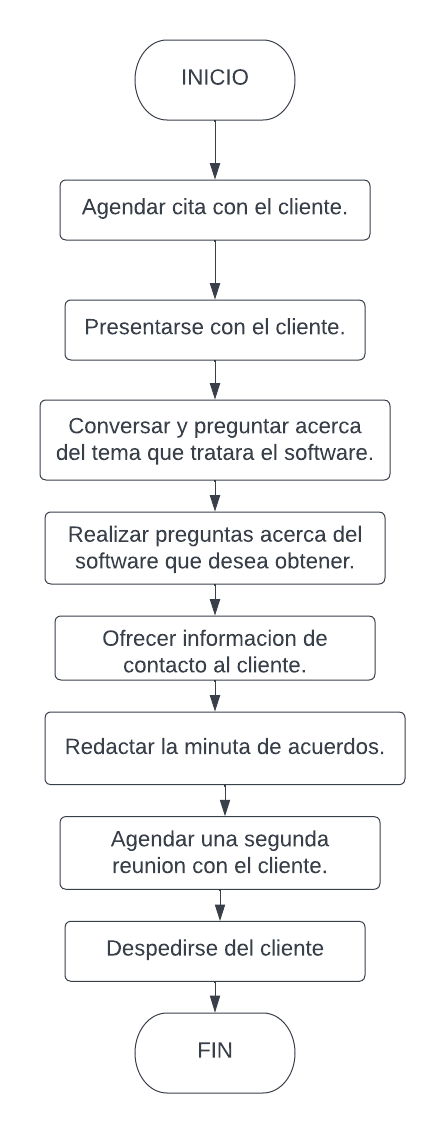 INICIO
Agendar cita con el cliente.
Presentarse con el cliente.
Conversar y preguntar acerca
del tema que tratara el software.
Realizar preguntas acerca del
software que desea obtener.
Ofrecer informacion de
contacto al cliente.
Redactar la minuta de acuerdos.
Agendar una segunda
reunion con el cliente.
Despedirse del cliente
FIN